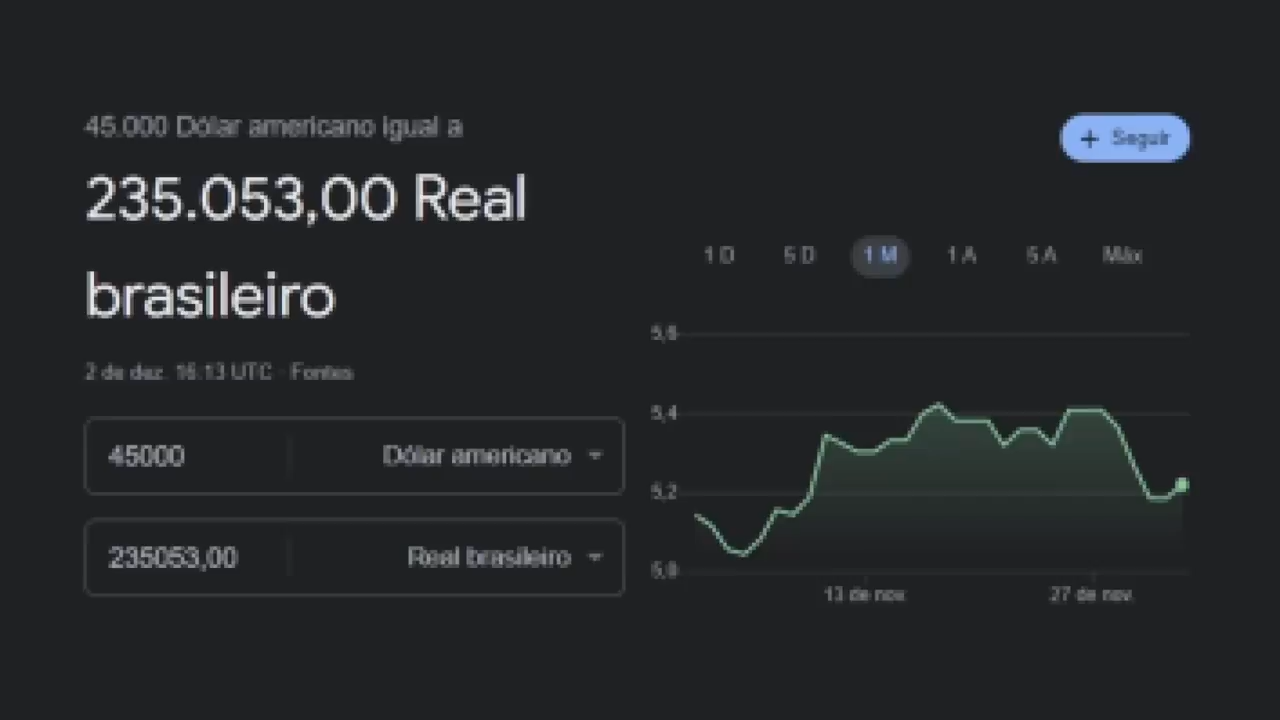 45.000 Dólar americano igual a
+ Seguir
235.053,00 Real
brasileiro
2 de dez. 16:13 UTC · Fontes
1 D 5 D 1 M 1 A 5 A Máx
45000 Dólar americano
235053,00 Real brasileiro
5,6
5,4
5,2
5,0
13 de nov. 27 de nov.